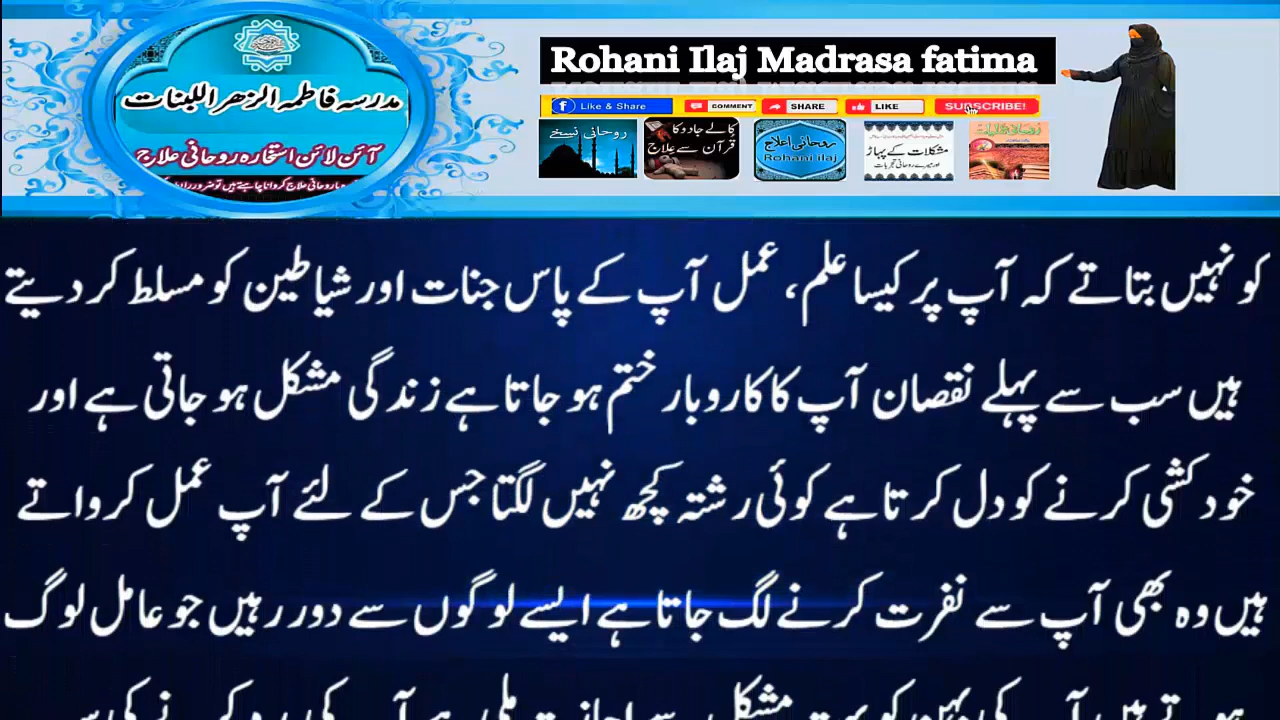 مدرسہ فاطمہ الزھرا للبنات
آئن لائن استخارہ روحانی علاج
Rohani Ilaj Madrasa fatima
Like & Share
COMMENT
SHARE
LIKE
SUBSCRIBE!
روحانی نسخے
کالے جادو کا
قرآن سے علاج
روحانی علاج
Rohani ilaj
مشکلات کے پہاڑ
کو نہیں بتاتے کہ آپ پر کیسا علم، عمل آپ کے پاس جنات اور شیاطین کو مسلط کر دیتے
ہیں سب سے پہلے نقصان آپ کا کاروبار ختم ہو جاتا ہے زندگی مشکل ہو جاتی ہے اور
خودکشی کرنے کو دل کرتا ہے کوئی رشتہ کچھ نہیں لگتا جس کے لئے آپ عمل کرواتے
ہیں وہ بھی آپ سے نفرت کرنے لگ جاتا ہے ایسے لوگوں سے دور رہیں جو عامل لوگ